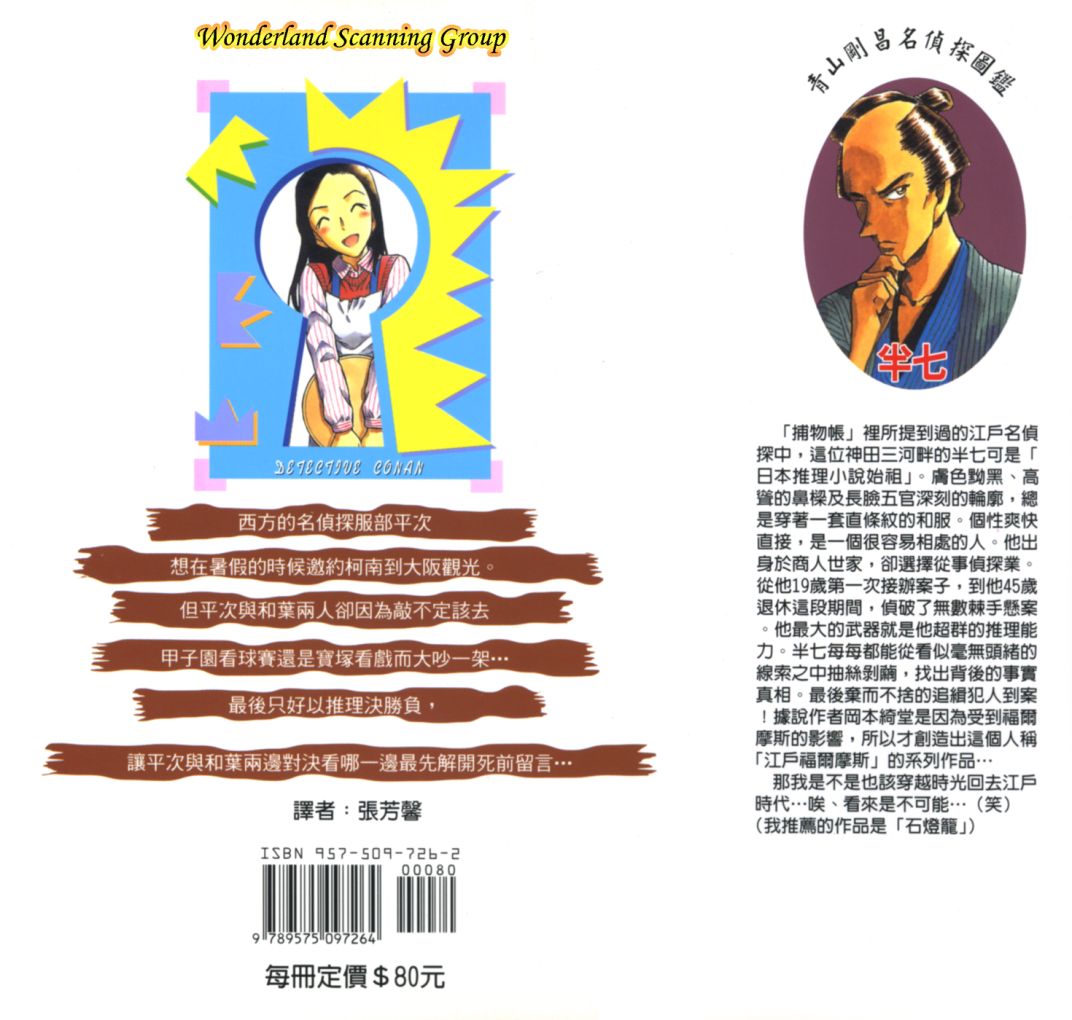 Wonderland Scanning Group
DETECTIVE CONAN
西方的名偵探服部平次
想在暑假的時候邀約柯南到大阪觀光。
但平次與和葉兩人卻因為敲不定該去
甲子園看球賽還是寶塚看戲而大吵一架…
最後只好以推理決勝負，
讓平次與和葉兩邊對決看哪一邊最先解開死前留言…
譯者：張芳馨
ISBN 957-509-726-2
00080
9 789575 097264
每冊定價＄80元
青山剛昌名偵探圖鑑
半七
「捕物帳」裡所提到過的江戶名偵
探中，這位神田三河畔的半七可是「
日本推理小說始祖」。膚色黝黑、高
聳的鼻樑及長臉五官深刻的輪廓，總
是穿著一套直條紋的和服。個性爽快
直接，是一個很容易相處的人。他出
身於商人世家，卻選擇從事偵探業。
從他19歲第一次接辦案子，到他45歲
退休這段期間，偵破了無數棘手懸案
。他最大的武器就是他超群的推理能
力。半七每每都能從看似毫無頭緒的
線索之中抽絲剝繭，找出背後的事實
真相。最後棄而不捨的追緝犯人到案
！據說作者岡本綺堂是因為受到福爾
摩斯的影響，所以才創造出這個人稱
「江戶福爾摩斯」的系列作品…
那我是不是也該穿越時光回去江戶
時代…唉、看來是不可能…（笑）
（我推薦的作品是「石燈籠」）